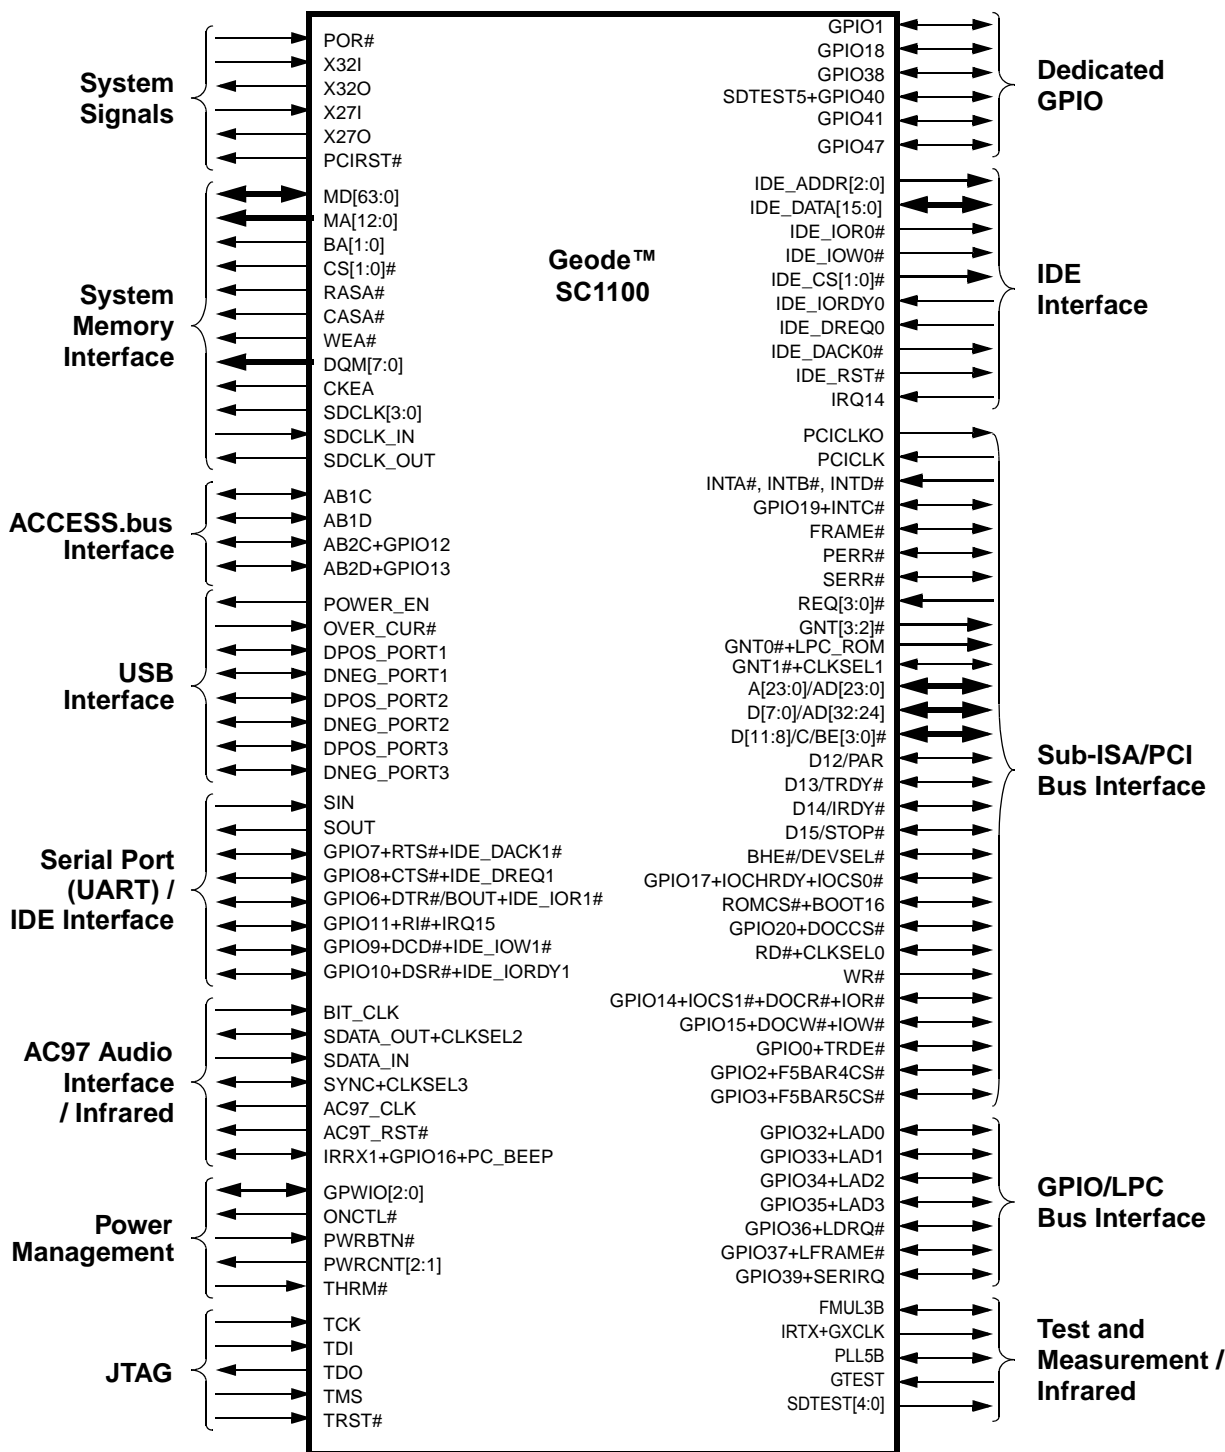 System
Signals
POR#
X32I
X32O
X27I
X27O
PCIRST#
System
Memory
Interface
MD[63:0]
MA[12:0]
BA[1:0]
CS[1:0]#
RASA#
CASA#
WEA#
DQM[7:0]
CKEA
SDCLK[3:0]
SDCLK_IN
SDCLK_OUT
ACCESS.bus
Interface
AB1C
AB1D
AB2C+GPIO12
AB2D+GPIO13
USB
Interface
POWER_EN
OVER_CUR#
DPOS_PORT1
DNEG_PORT1
DPOS_PORT2
DNEG_PORT2
DPOS_PORT3
DNEG_PORT3
Serial Port
(UART) /
IDE Interface
SIN
SOUT
GPIO7+RTS#+IDE_DACK1#
GPIO8+CTS#+IDE_DREQ1
GPIO6+DTR#/BOUT+IDE_IOR1#
GPIO11+RI#+IRQ15
GPIO9+DCD#+IDE_IOW1#
GPIO10+DSR#+IDE_IORDY1
AC97 Audio
Interface
/ Infrared
BIT_CLK
SDATA_OUT+CLKSEL2
SDATA_IN
SYNC+CLKSEL3
AC97_CLK
AC9T_RST#
IRRX1+GPIO16+PC_BEEP
Power
Management
GPWIO[2:0]
ONCTL#
PWRBTN#
PWRCNT[2:1]
THRM#
JTAG
TCK
TDI
TDO
TMS
TRST#
Geode™
SC1100
GPIO1
GPIO18
GPIO38
SDTEST5+GPIO40
GPIO41
GPIO47
Dedicated
GPIO
IDE_ADDR[2:0]
IDE_DATA[15:0]
IDE_IOR0#
IDE_IOW0#
IDE_CS[1:0]#
IDE_IORDY0
IDE_DREQ0
IDE_DACK0#
IDE_RST#
IRQ14
IDE
Interface
PCICLKO
PCICLK
INTA#, INTB#, INTD#
GPIO19+INTC#
FRAME#
PERR#
SERR#
REQ[3:0]#
GNT[3:2]#
GNT0#+LPC_ROM
GNT1#+CLKSEL1
A[23:0]/AD[23:0]
D[7:0]/AD[32:24]
D[11:8]/C/BE[3:0]#
D12/PAR
D13/TRDY#
D14/IRDY#
D15/STOP#
BHE#/DEVSEL#
GPIO17+IOCHRDY+IOCS0#
ROMCS#+BOOT16
GPIO20+DOCCS#
RD#+CLKSEL0
WR#
GPIO14+IOCS1#+DOCR#+IOR#
GPIO15+DOCW#+IOW#
GPIO0+TRDE#
GPIO2+F5BAR4CS#
GPIO3+F5BAR5CS#
Sub-ISA/PCI
Bus Interface
GPIO32+LAD0
GPIO33+LAD1
GPIO34+LAD2
GPIO35+LAD3
GPIO36+LDRQ#
GPIO37+LFRAME#
GPIO39+SERIRQ
GPIO/LPC
Bus Interface
FMUL3B
IRTX+GXCLK
PLL5B
GTEST
SDTEST[4:0]
Test and
Measurement /
Infrared